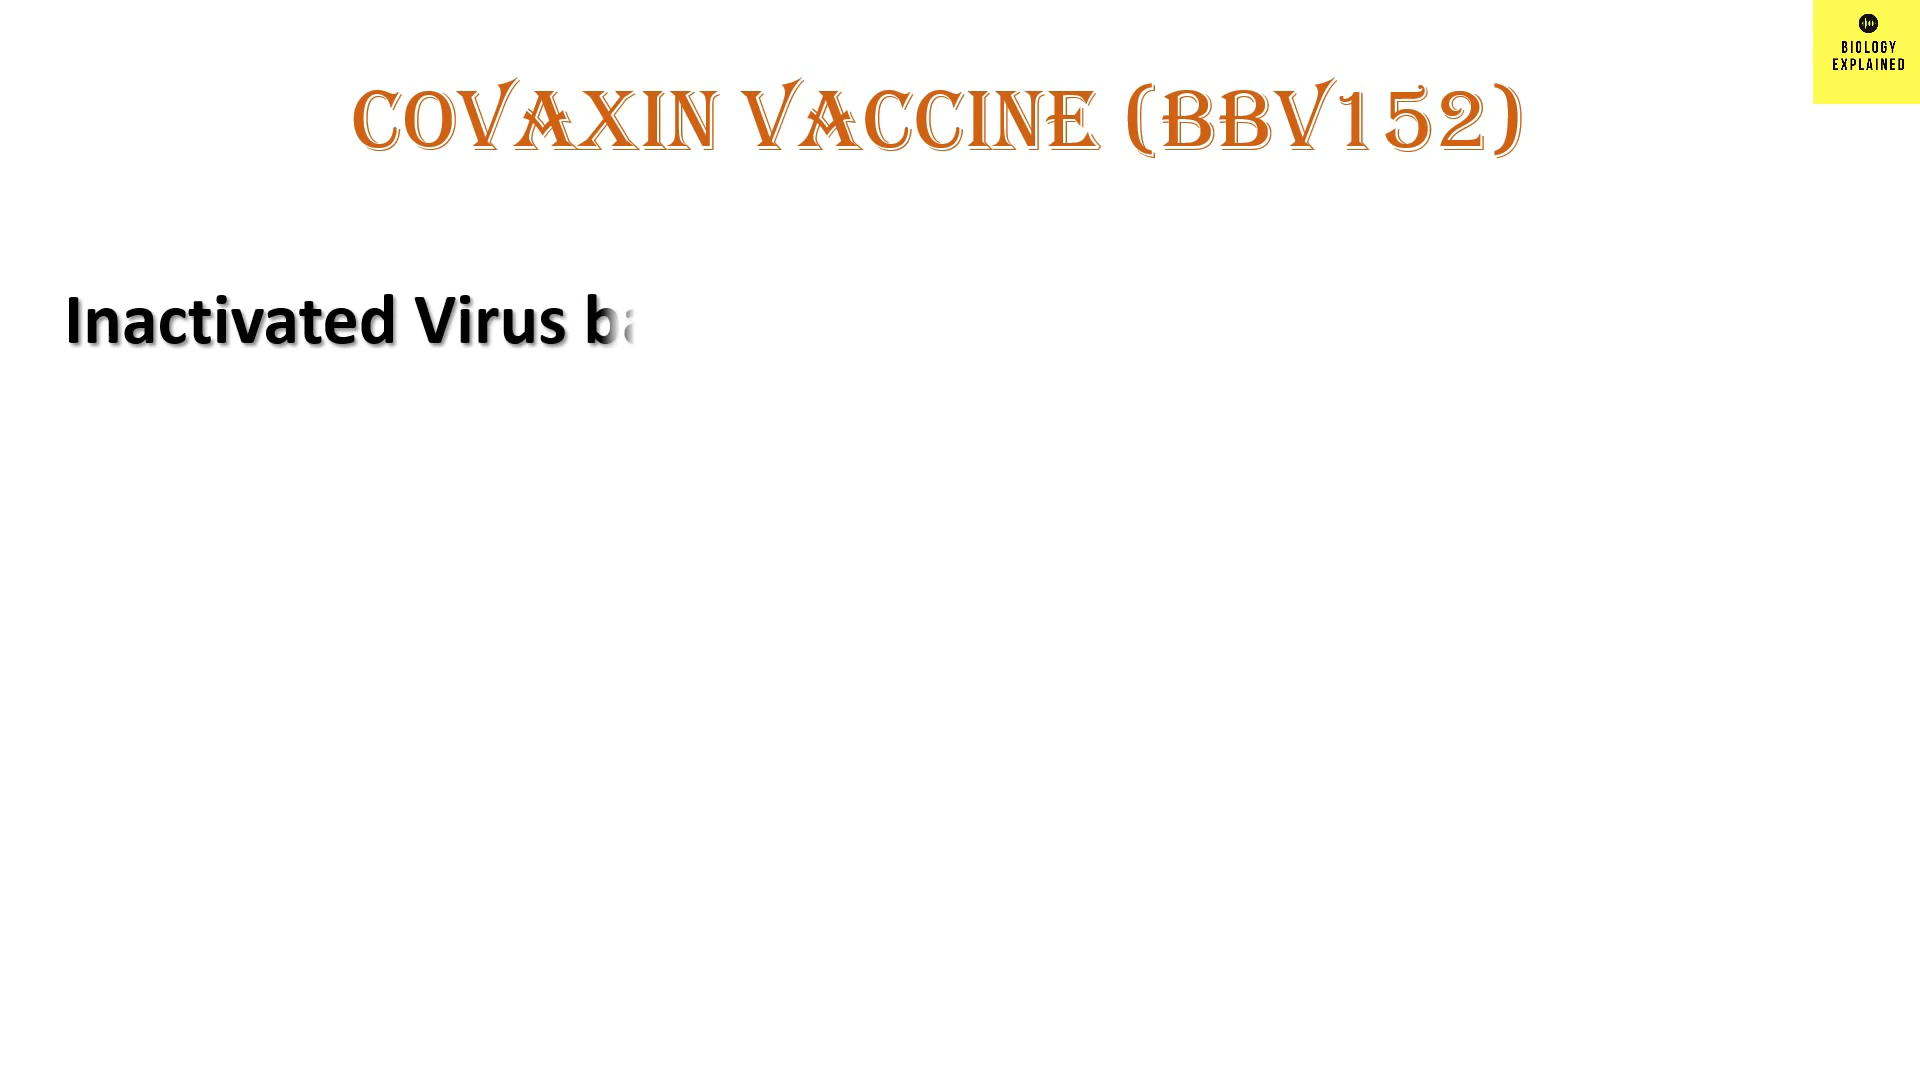 BIOLOGY
EXPLAINED
COVAXIN VACCINE (BBV152)
Inactivated Virus